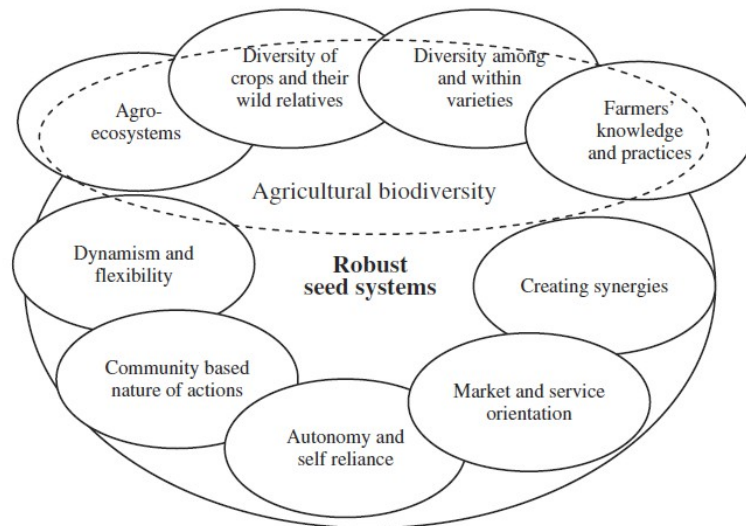 Diversity of
crops and their
wild relatives
Diversity among
and within
varieties
Agro-
ecosystems
Farmers’
knowledge
and practices
Agricultural biodiversity
Dynamism and
flexibility
Robust
seed systems
Creating synergies
Community based
nature of actions
Market and service
orientation
Autonomy and
self reliance